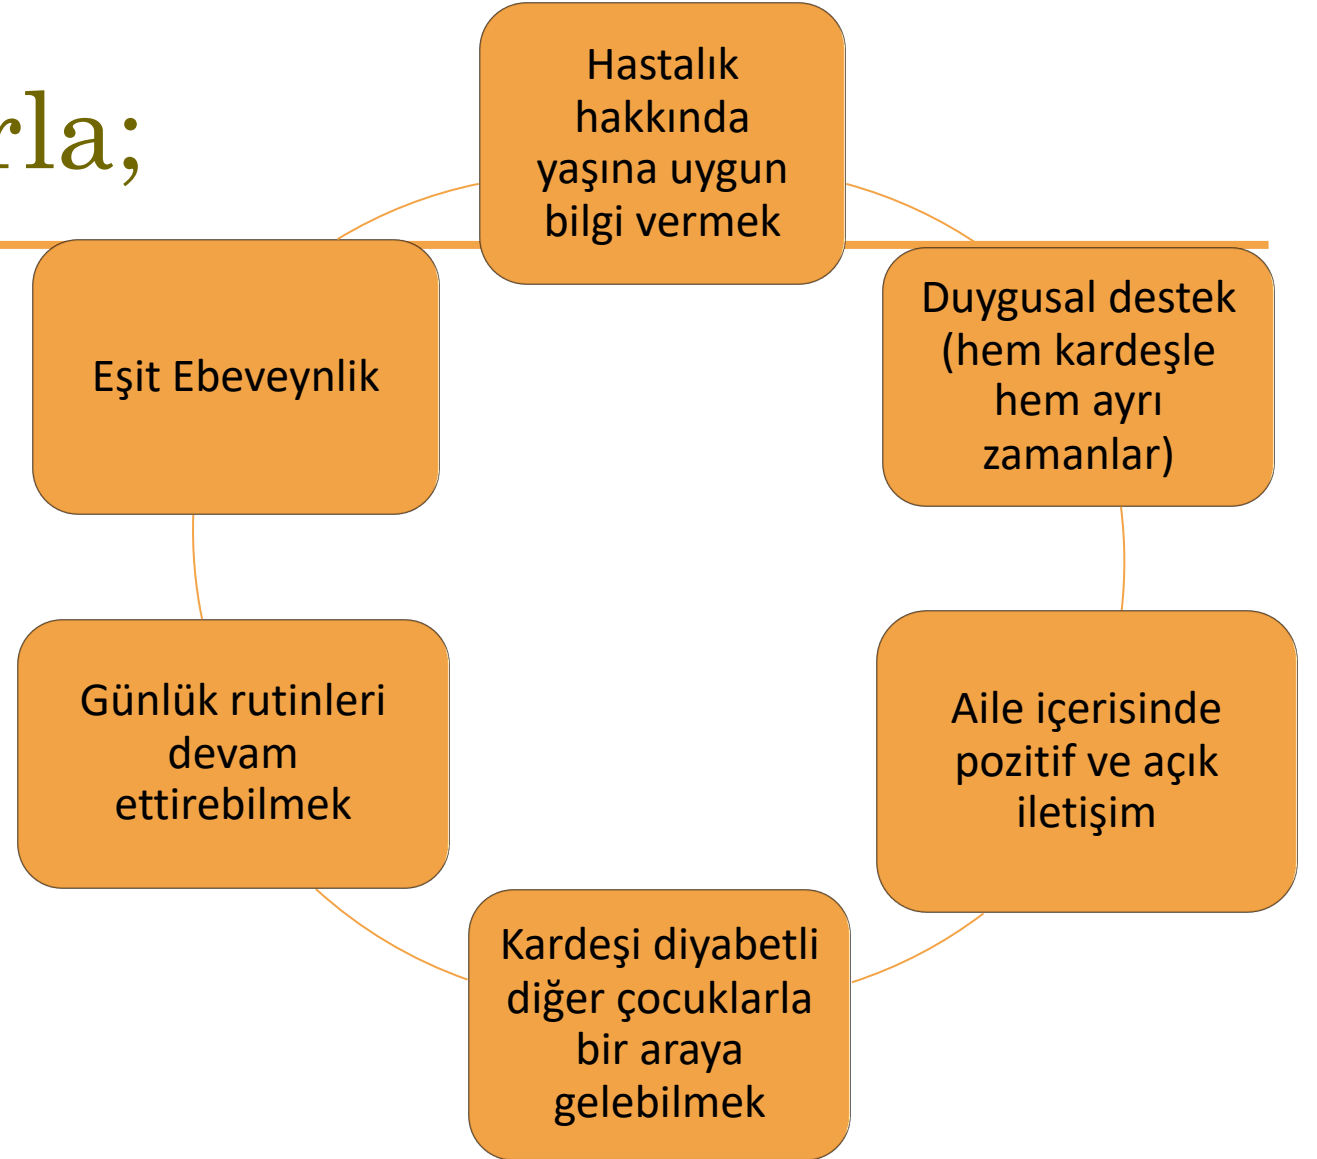 rla;
Hastalık
hakkında
yaşına uygun
bilgi vermek
Duygusal destek
(hem kardeşle
hem ayrı
zamanlar)
Aile içerisinde
pozitif ve açık
iletişim
Kardeşi diyabetli
diğer çocuklarla
bir araya
gelebilmek
Günlük rutinleri
devam
ettirebilmek
Eşit Ebeveynlik